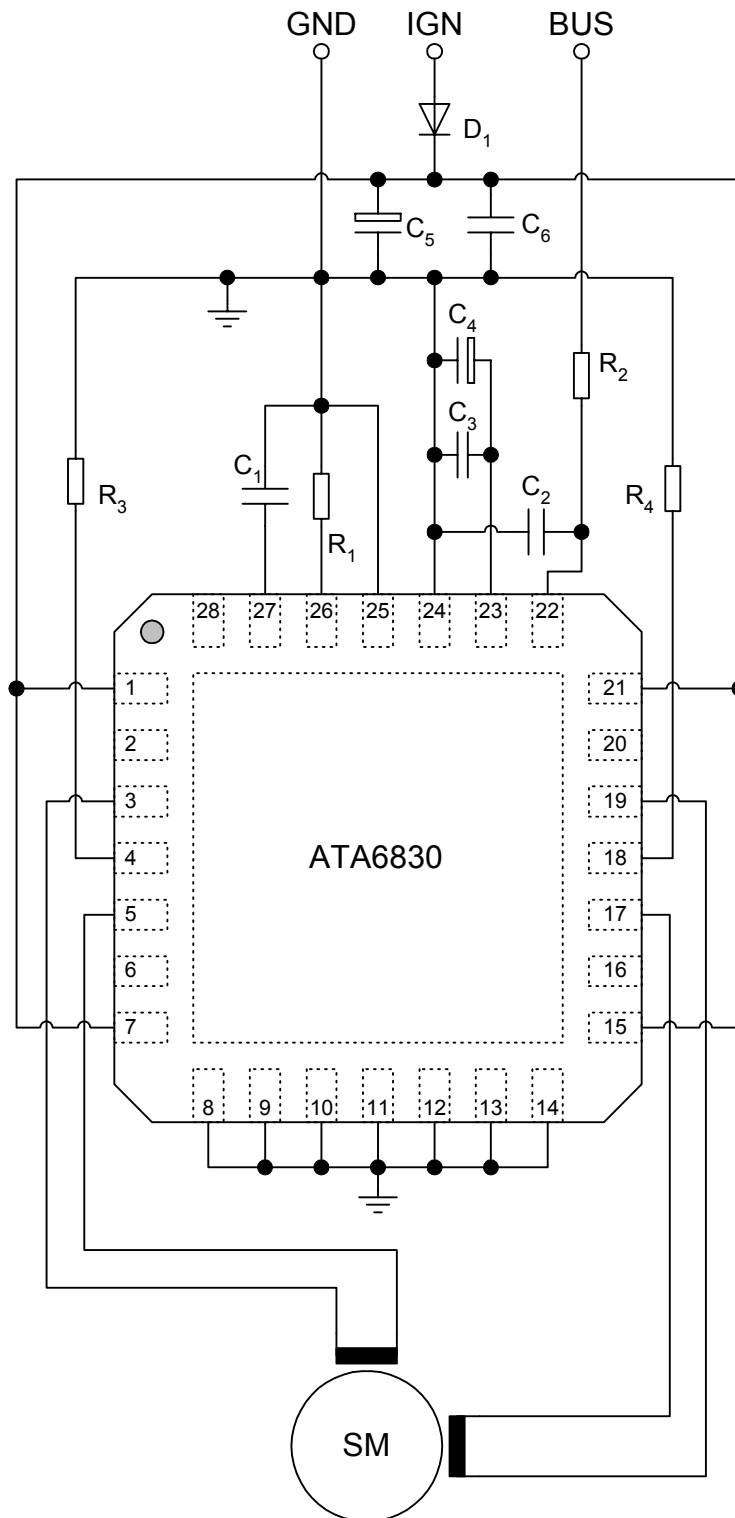 GND IGN BUS
D1
C5 C6
C4
R2
C3
C1 C2
R3 R4
R1
28 27 26 25 24 23 22
1 21
2 20
3 19
4 ATA6830 18
5 17
6 16
7 15
8 9 10 11 12 13 14
SM